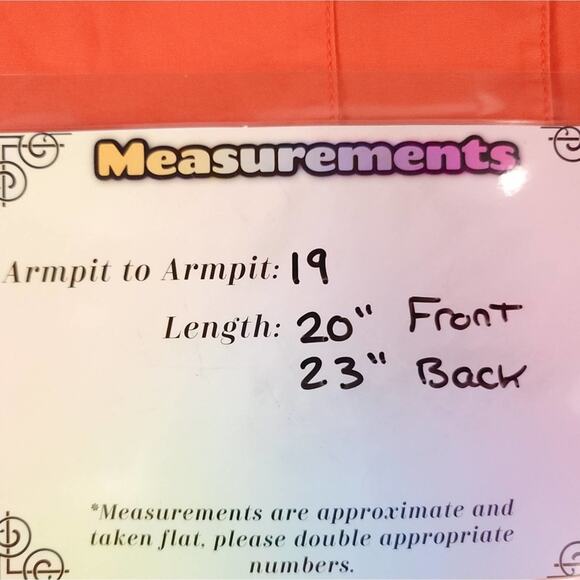 Measurements
Armpit to Armpit: 19
Length: 20" Front
23" Back
*Measurements are approximate and
taken flat, please double appropriate
numbers.